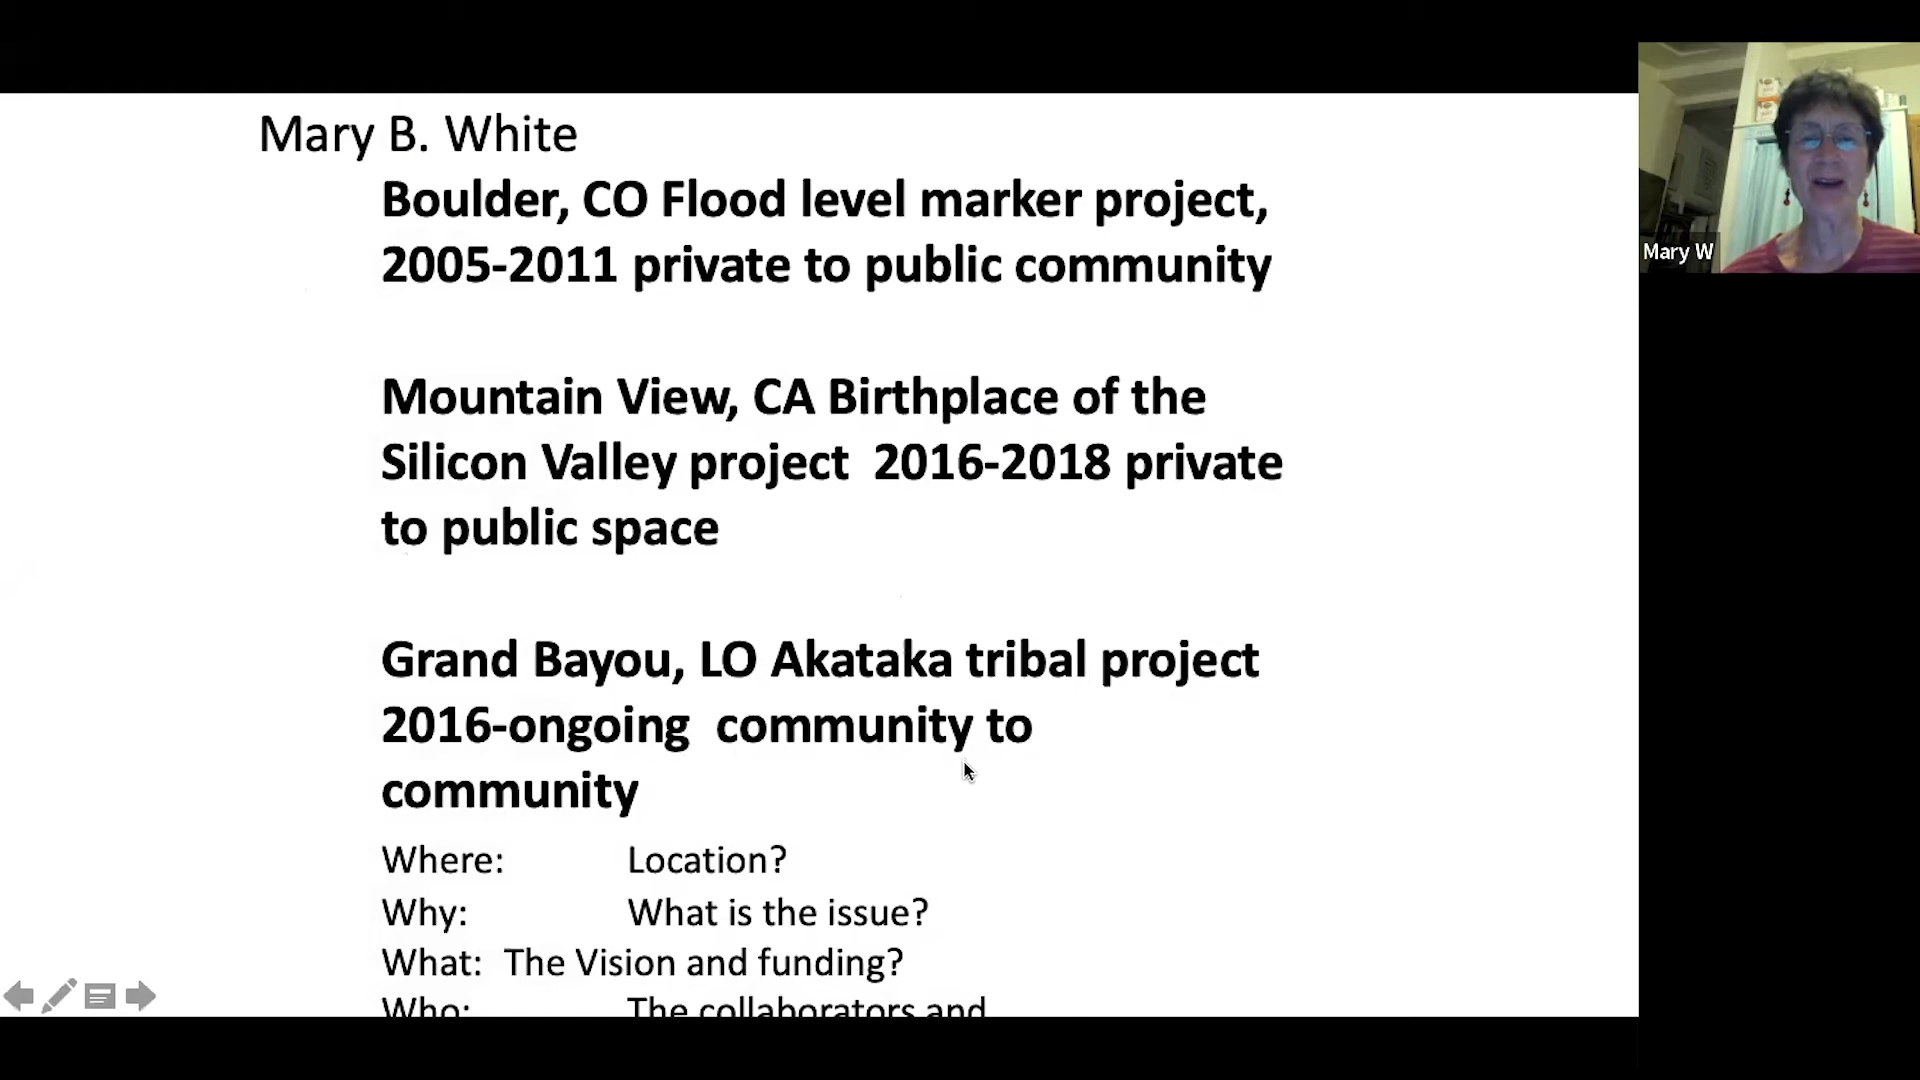 Mary B. White
Boulder, CO Flood level marker project,
2005-2011 private to public community
Mountain View, CA Birthplace of the
Silicon Valley project  2016-2018 private
to public space
Grand Bayou, LO Akataka tribal project
2016-ongoing  community to
community
Where: Location?
Why: What is the issue?
What: The Vision and funding?
Who: The collaborators and
Mary W